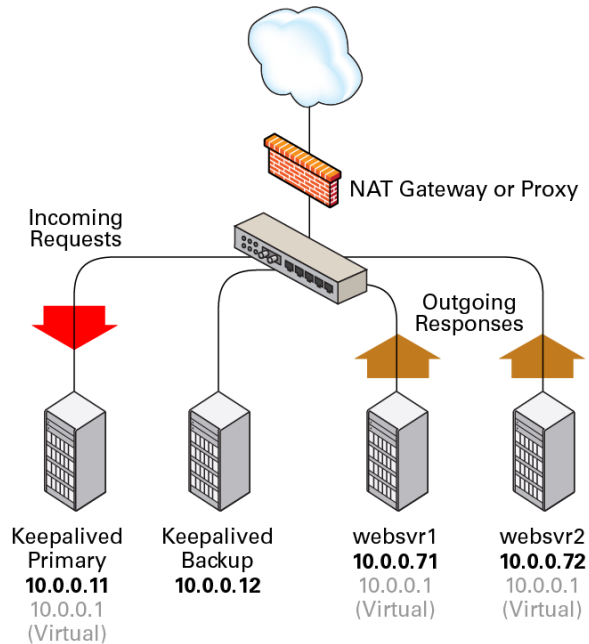 NAT Gateway or Proxy
Incoming
Requests
Outgoing
Responses
Keepalived
Primary
10.0.0.11
10.0.0.1
(Virtual)
Keepalived
Backup
10.0.0.12
websvr1
10.0.0.71
10.0.0.1
(Virtual)
websvr2
10.0.0.72
10.0.0.1
(Virtual)